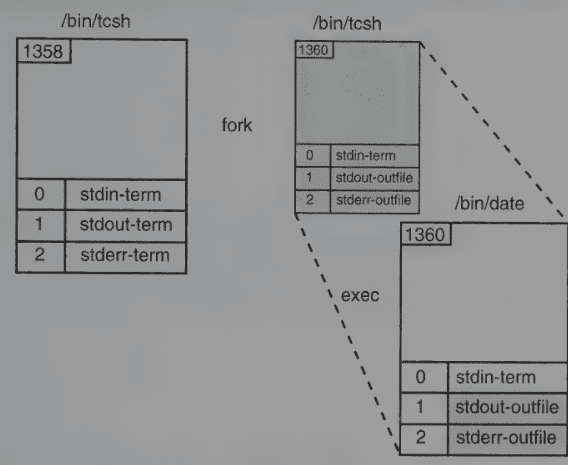 /bin/tcsh
1358
0 stdin-term
1 stdout-term
2 stderr-term
fork
/bin/tcsh
1360
0 stdin-term
1 stdout-outfile
2 stderr-outfile
exec
/bin/date
1360
0 stdin-term
1 stdout-outfile
2 stderr-outfile